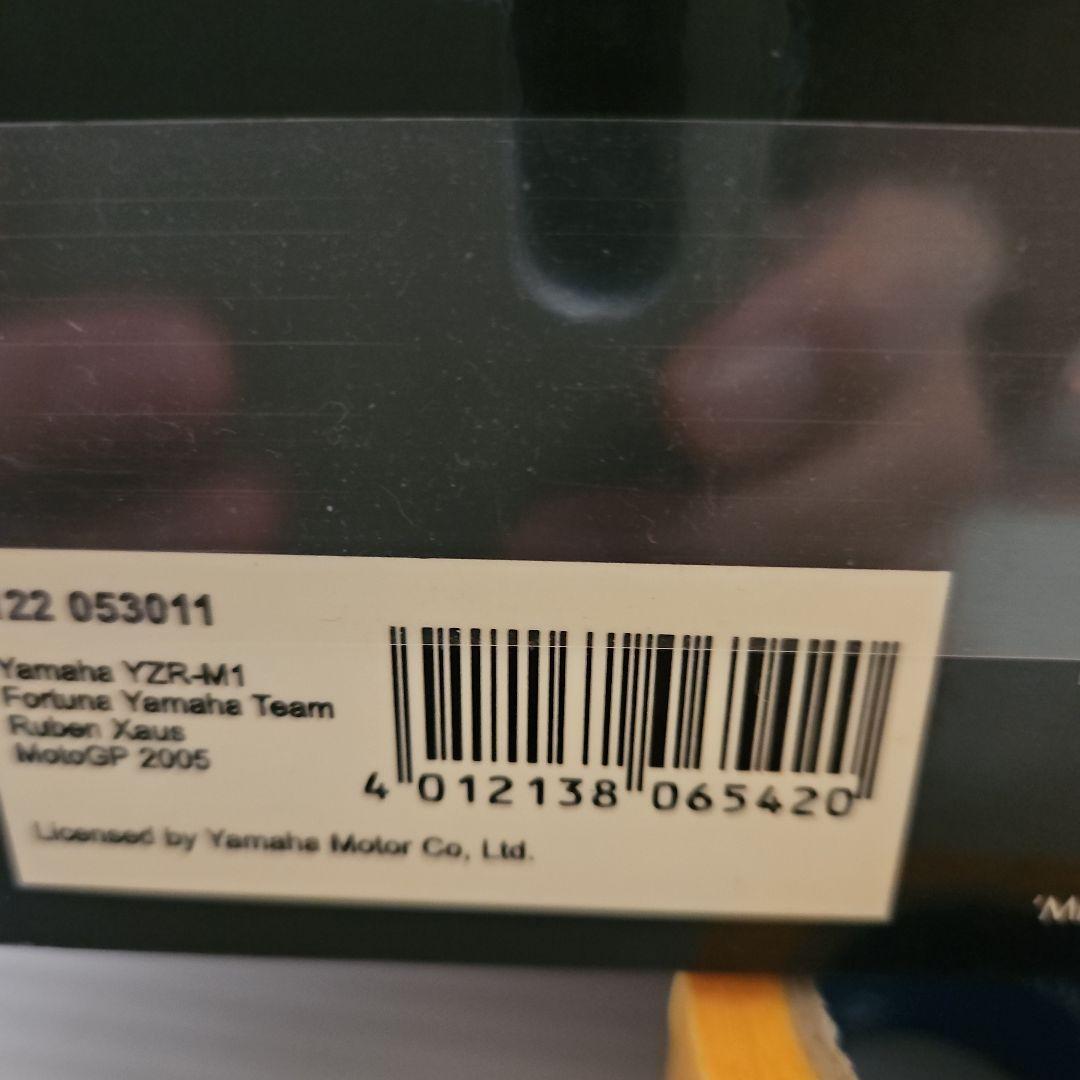 122 053011
Yamaha YZR-M1
Fortuna Yamaha Team
Ruben Xaus
MotoGP 2005
4 012138 065420
Licensed by Yamaha Motor Co, Ltd.